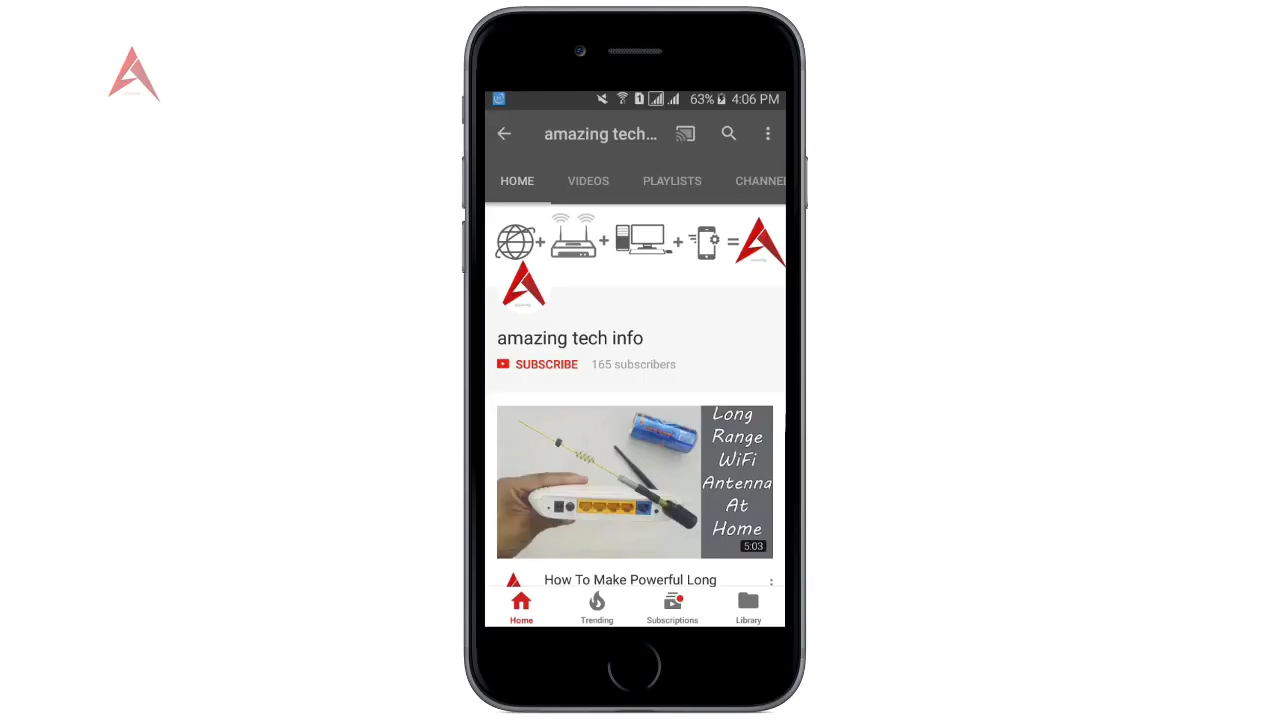 63% 4:06 PM
amazing tech...
HOME VIDEOS PLAYLISTS CHANNEL
amazing tech info
SUBSCRIBE 165 subscribers
Long
Range
WiFi
Antenna
At
Home
5:03
How To Make Powerful Long
Home Trending Subscriptions Library